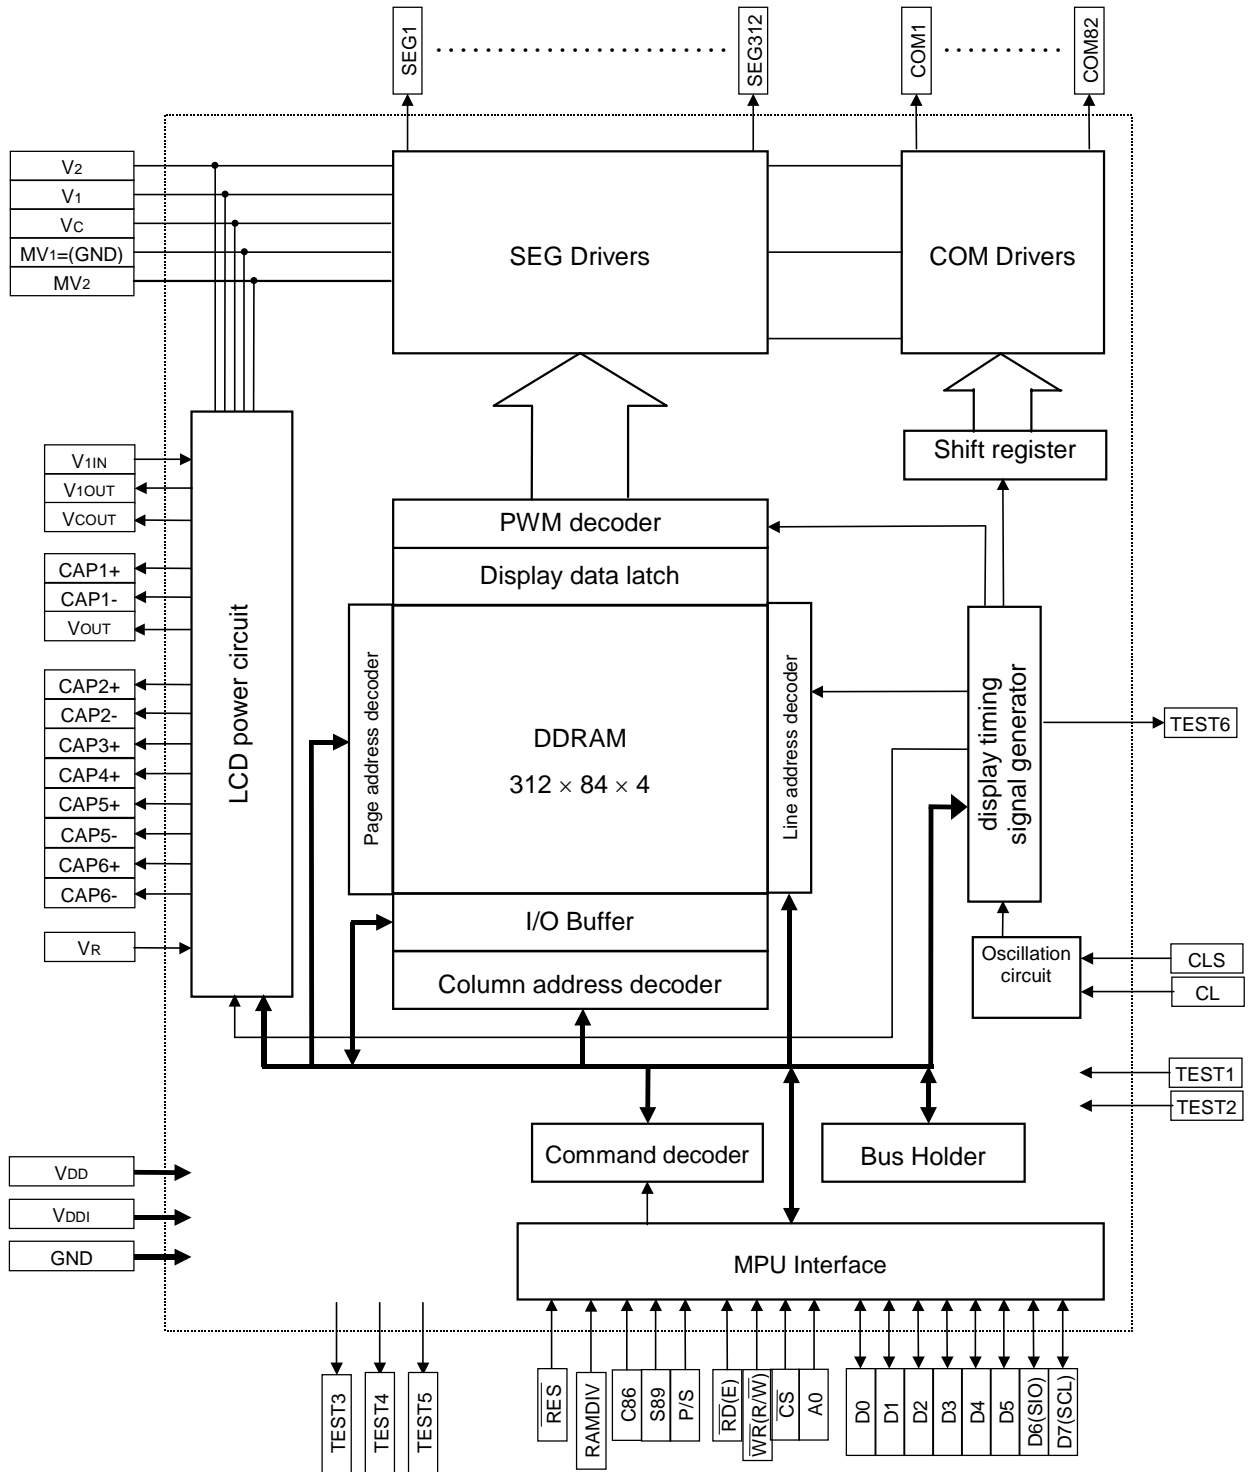 SEG1
SEG312
COM1
COM82
V2
V1
VC
MV1=(GND)
MV2
SEG Drivers
COM Drivers
V1IN
V1OUT
VCOUT
CAP1+
CAP1-
VOUT
CAP2+
CAP2-
CAP3+
CAP4+
CAP5+
CAP5-
CAP6+
CAP6-
VR
LCD power circuit
Shift register
PWM decoder
Display data latch
Page address decoder
DDRAM
312 × 84 × 4
Line address decoder
display timing
signal generator
TEST6
I/O Buffer
Column address decoder
Oscillation
circuit
CLS
CL
TEST1
TEST2
Command decoder
Bus Holder
VDD
VDDI
GND
MPU Interface
TEST3
TEST4
TEST5
RES
RAMDIV
C86
S89
P/S
RD(E)
WR(R/W)
CS
A0
D0
D1
D2
D3
D4
D5
D6(SIO)
D7(SCL)